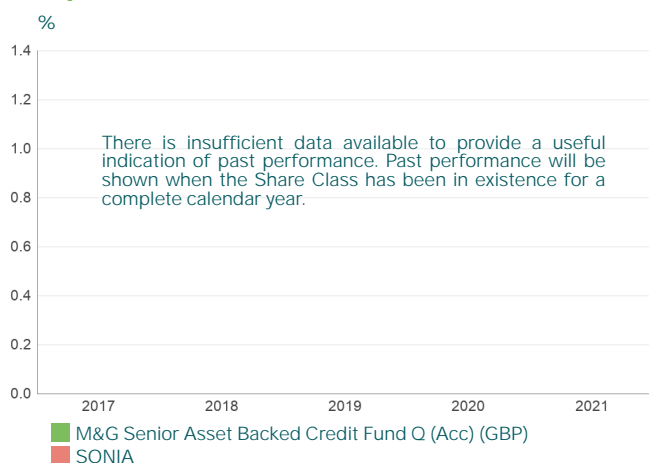 %
1.4
1.2
There is insufficient data available to provide a useful
1.0
indication of past performance. Past performance will be
shown when the Share Class has been in existence for a
0.8
complete calendar year.
0.6
0.4
0.2
0.0
2017 2018 2019 2020 2021
M&G Senior Asset Backed Credit Fund Q (Acc) (GBP)
SONIA